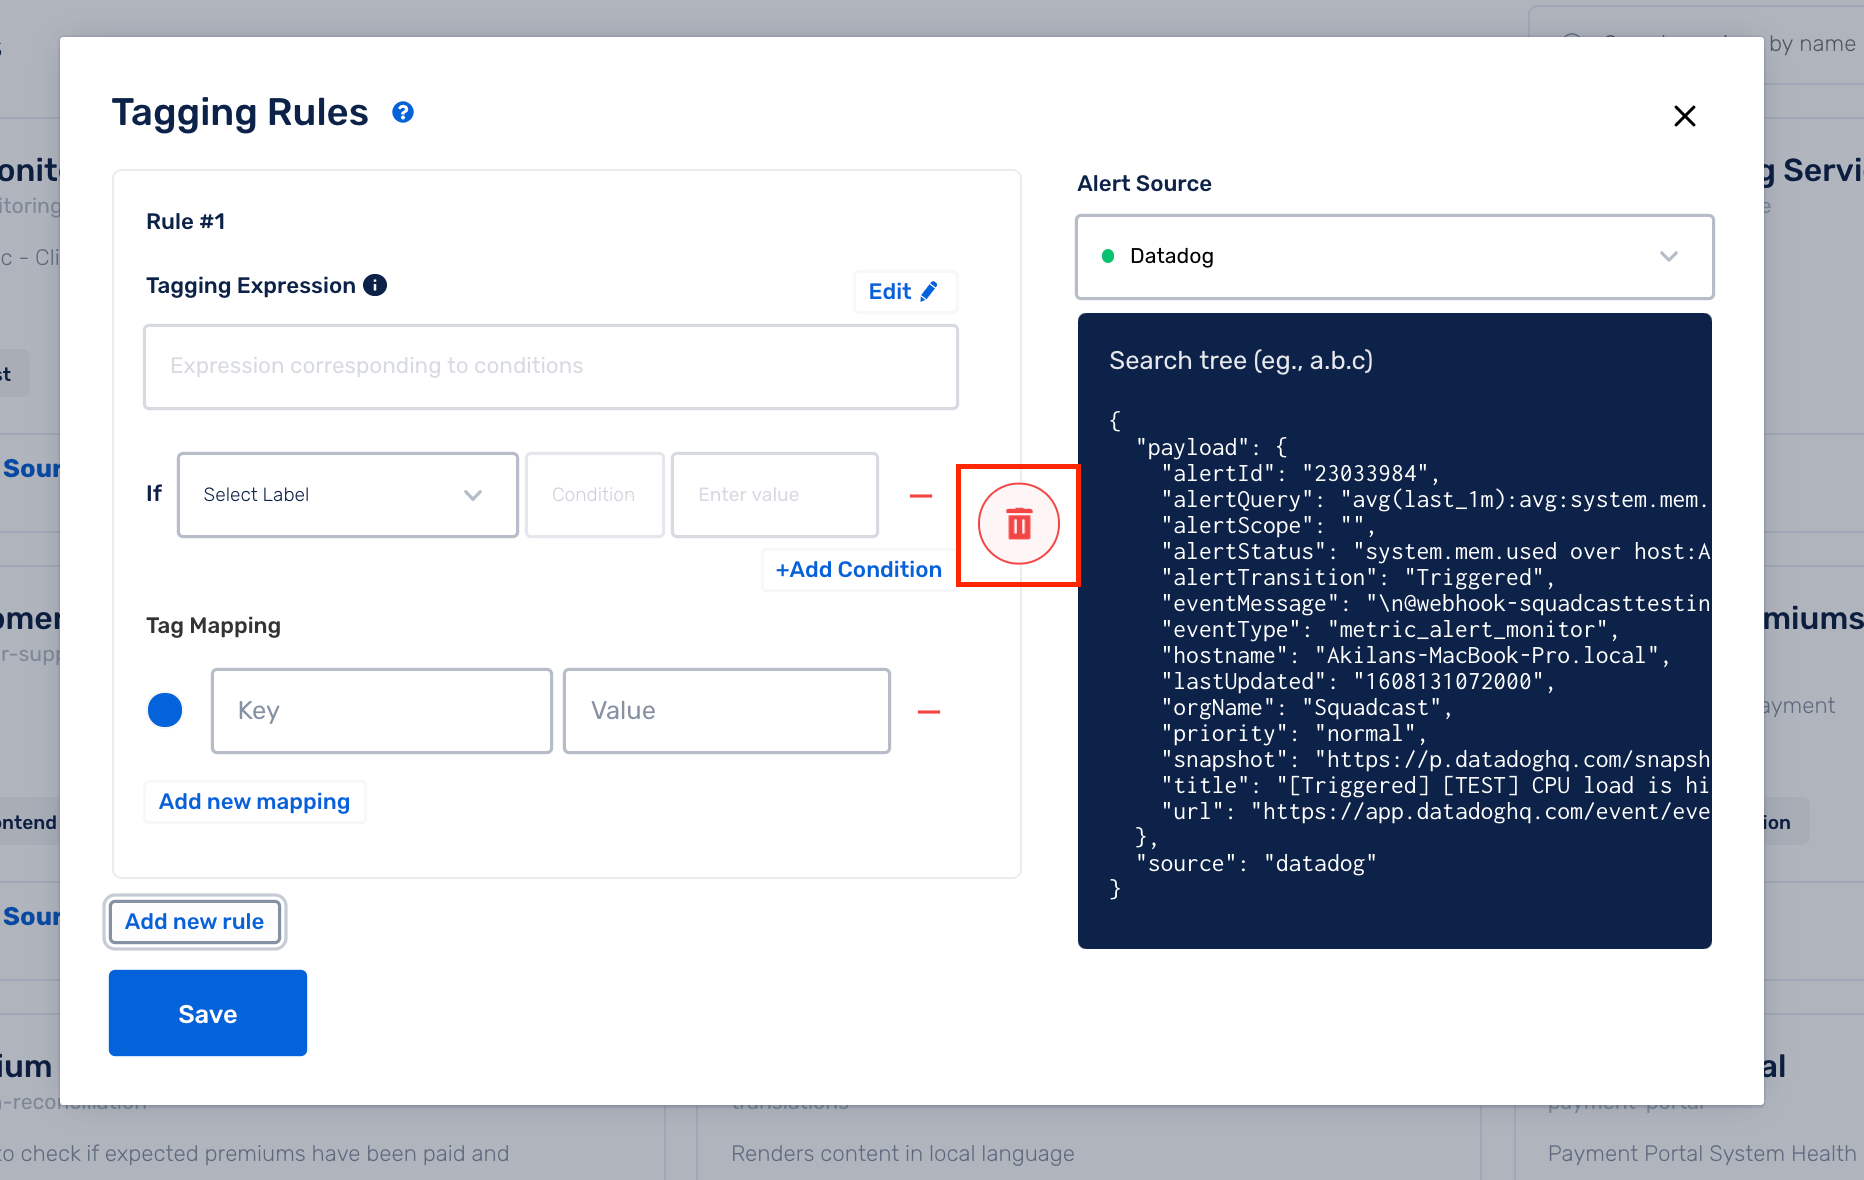 by name
Tagging Rules
Rule #1
Tagging Expression
Edit
Expression corresponding to conditions
If
Select Label
Condition
Enter value
+Add Condition
Tag Mapping
Key
Value
Add new mapping
Add new rule
Save
Alert Source
Datadog
Search tree (eg., a.b.c)
{
"payload": {
"alertId": "23033984",
"alertQuery": "avg(last_1m):avg:system.mem.
"alertScope": "",
"alertStatus": "system.mem.used over host:A
"alertTransition": "Triggered",
"eventMessage": "\n@webhook-squadcasttestin
"eventType": "metric_alert_monitor",
"hostname": "Akilans-MacBook-Pro.local",
"lastUpdated": "1608131072000",
"orgName": "Squadcast",
"priority": "normal",
"snapshot": "https://p.datadoghq.com/snapsh
"title": "[Triggered] [TEST] CPU load is hi
"url": "https://app.datadoghq.com/event/eve
},
"source": "datadog"
}
onit
itoring
c - Cli
st
Sour
omer
r-supp
ontend
Sour
ium
to check if expected premiums have been paid and
Renders content in local language
g Servi
e
miums
ayment
ion
al
Payment Portal System Health